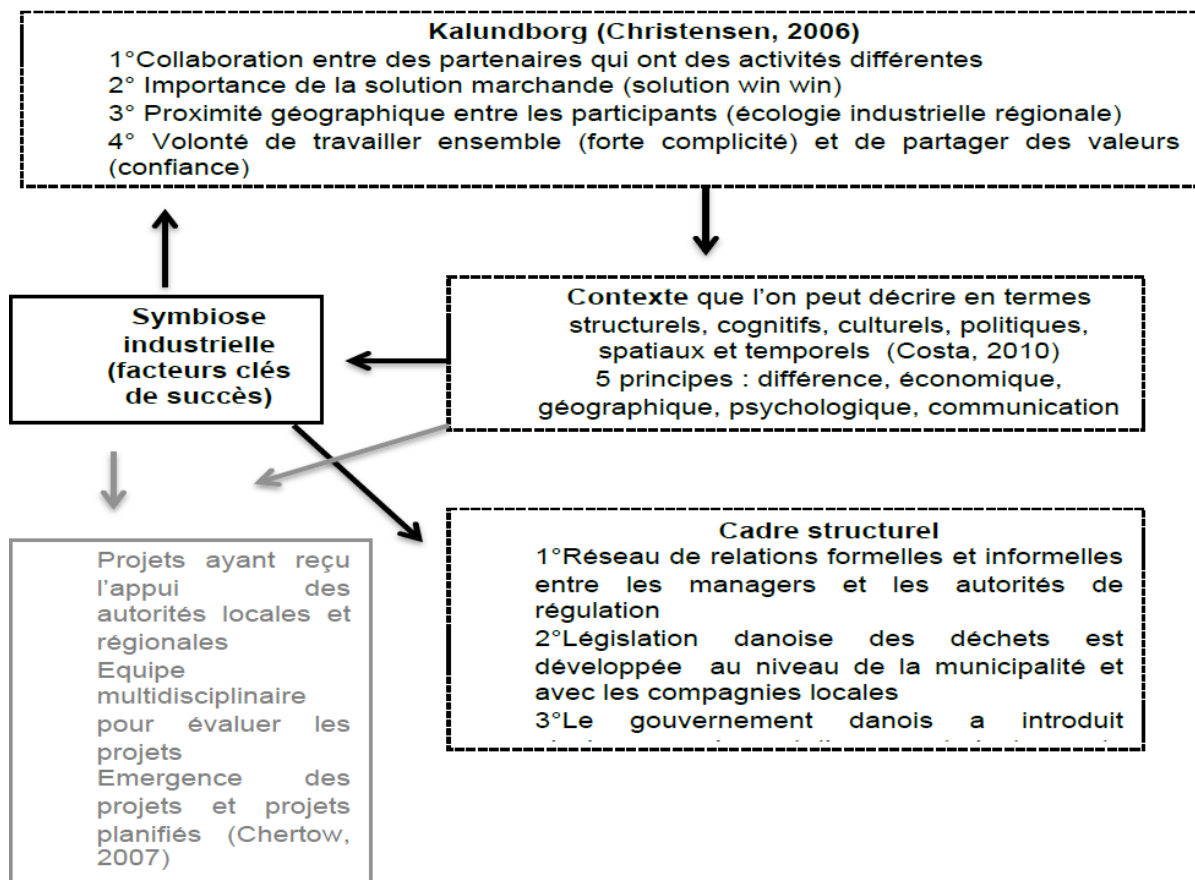 Kalundborg (Christensen, 2006)
1°Collaboration entre des partenaires qui ont des activités différentes
2° Importance de la solution marchande (solution win win)
3° Proximité géographique entre les participants (écologie industrielle régionale)
4° Volonté de travailler ensemble (forte complicité) et de partager des valeurs
(confiance)
Symbiose
industrielle
(facteurs clés
de succès)
Contexte que l'on peut décrire en termes
structurels, cognitifs, culturels, politiques,
spatiaux et temporels (Costa, 2010)
5 principes : différence, économique,
géographique, psychologique, communication
Projets ayant reçu
l'appui des
autorités locales et
régionales
Equipe
multidisciplinaire
pour évaluer les
projets
Emergence des
projets et projets
planifiés (Chertow,
2007)
Cadre structurel
1°Réseau de relations formelles et informelles
entre les managers et les autorités de
régulation
2°Législation danoise des déchets est
développée au niveau de la municipalité et
avec les compagnies locales
3°Le gouvernement danois a introduit